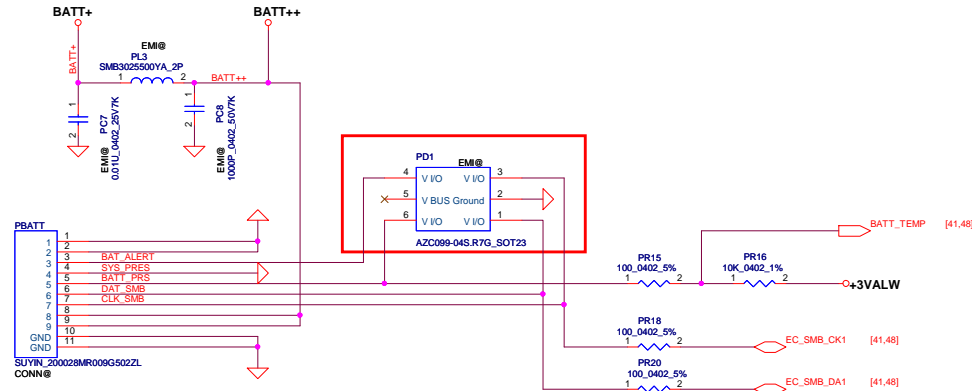 BATT+
BATT++
BATT+
EMI@
PL3
SMB3025500YA_2P
1
2
BATT++
1
2
PC7
0.01U_0402_25V7K
EMI@
1
2
PC8
1000P_0402_50V7K
EMI@
PD1
EMI@
4
V I/O
V I/O
3
5
V BUS Ground
2
6
V I/O
V I/O
1
AZC099-04S.R7G_SOT23
PBATT
1
1
2
2
3
3
BAT_ALERT
4
4
SYS_PRES
5
5
BATT_PRS
6
6
DAT_SMB
7
7
CLK_SMB
8
8
9
9
GND
10
GND
11
SUYIN_200028MR009G502ZL
CONN@
BATT_TEMP [41,48]
PR15
100_0402_5%
1
2
PR16
10K_0402_1%
1
2
+3VALW
PR18
100_0402_5%
1
2
EC_SMB_CK1 [41,48]
PR20
100_0402_5%
1
2
EC_SMB_DA1 [41,48]